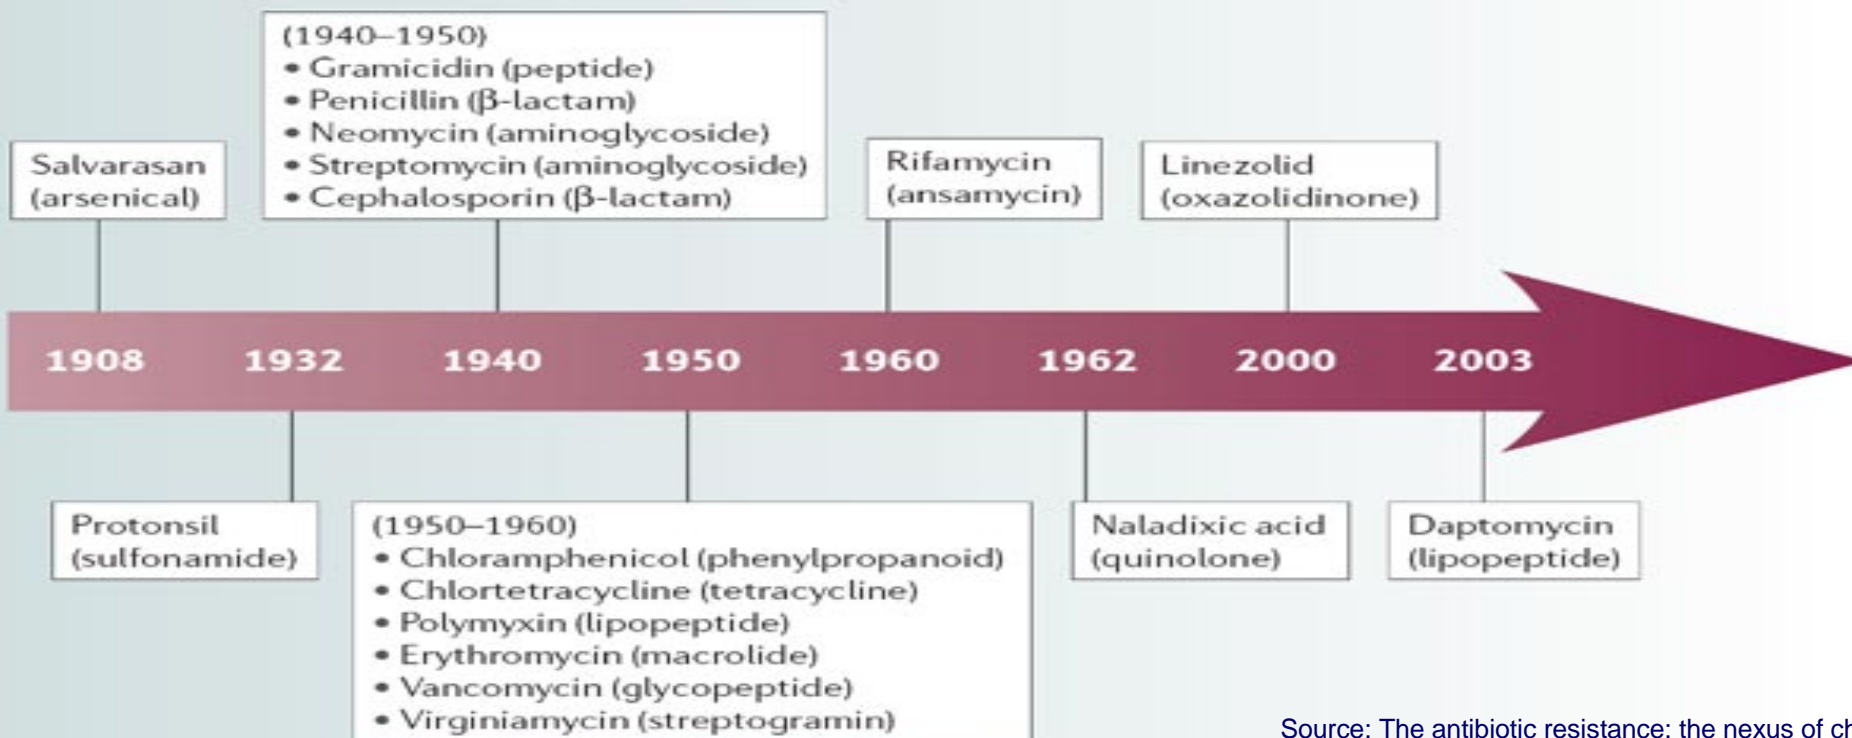 (1940–1950)
• Gramicidin (peptide)
• Penicillin (β-lactam)
• Neomycin (aminoglycoside)
• Streptomycin (aminoglycoside)
• Cephalosporin (β-lactam)
Salvarasan
(arsenical)
Rifamycin
(ansamycin)
Linezolid
(oxazolidinone)
1908 1932 1940 1950 1960 1962 2000 2003
Protonsil
(sulfonamide)
(1950–1960)
• Chloramphenicol (phenylpropanoid)
• Chlortetracycline (tetracycline)
• Polymyxin (lipopeptide)
• Erythromycin (macrolide)
• Vancomycin (glycopeptide)
• Virginiamycin (streptogramin)
Naladixic acid
(quinolone)
Daptomycin
(lipopeptide)
Source: The antibiotic resistance: the nexus of